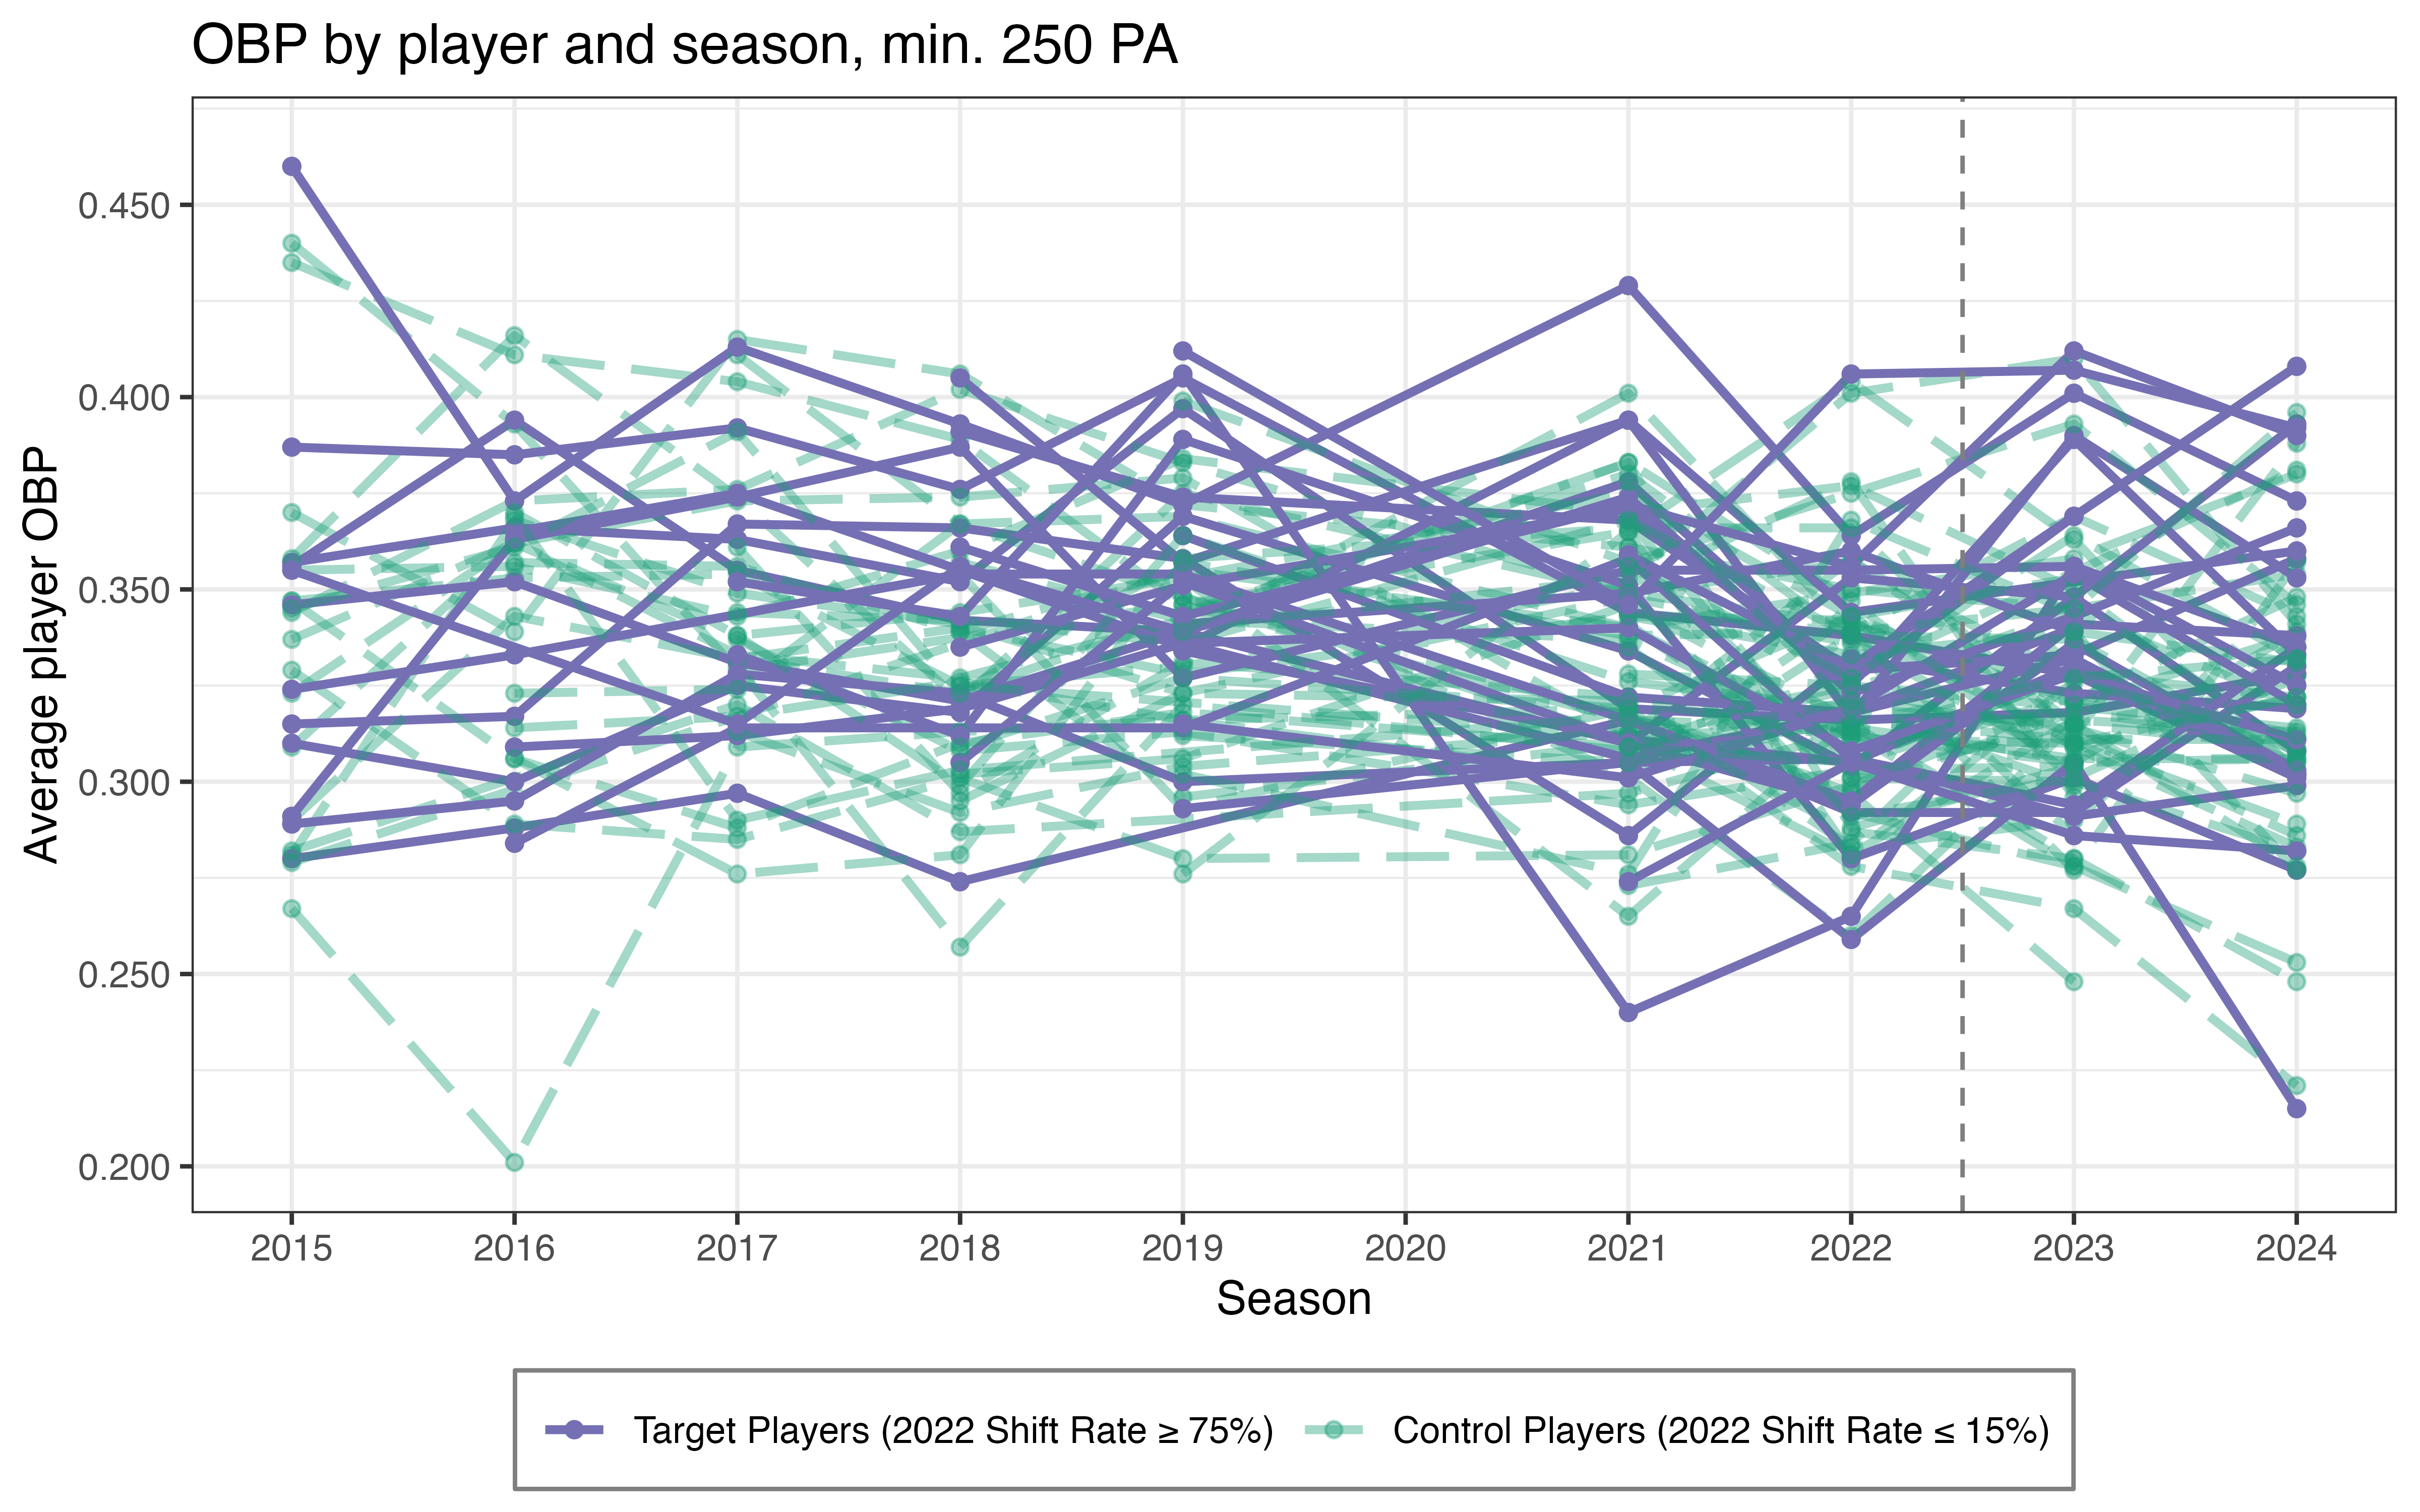 OBP by player and season, min. 250 PA
Average player OBP
0.450
0.400
0.350
0.300
0.250
0.200
2015 2016 2017 2018 2019 2020 2021 2022 2023 2024
Season
Target Players (2022 Shift Rate ≥ 75%) Control Players (2022 Shift Rate ≤ 15%)